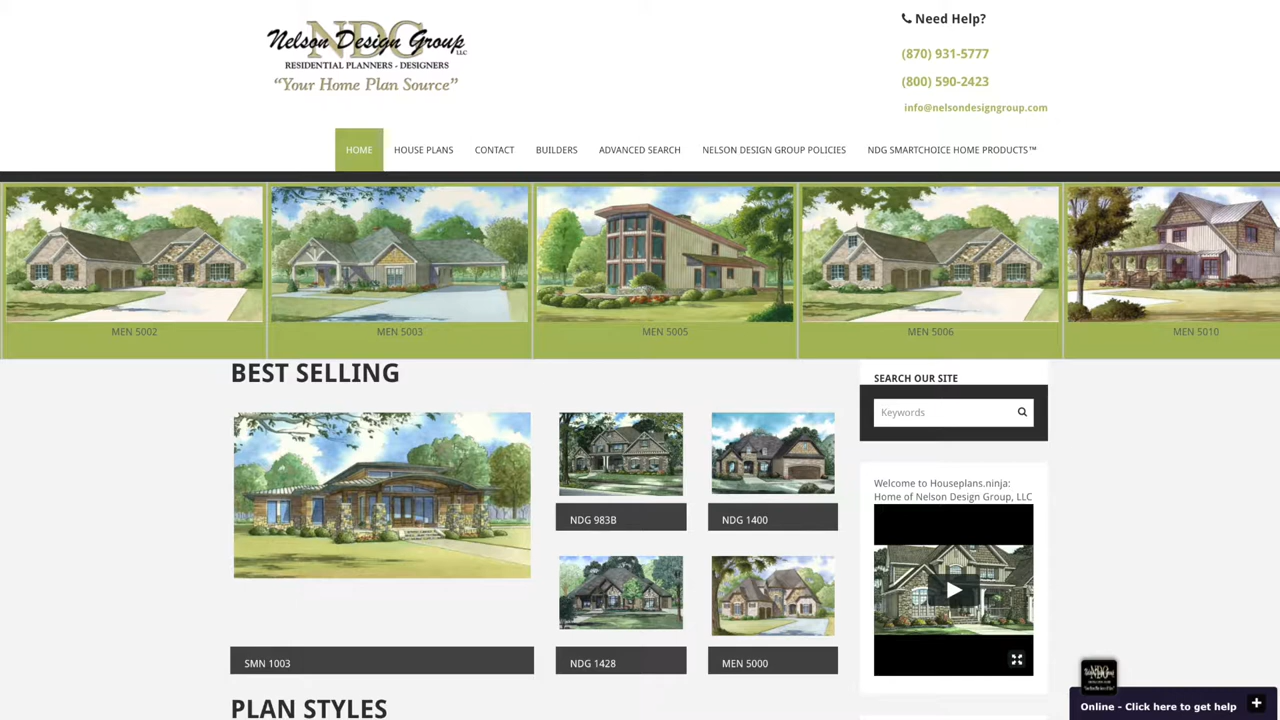 Need Help?
NDG
Nelson Design Group LLC
RESIDENTIAL PLANNERS - DESIGNERS
"Your Home Plan Source"
(870) 931-5777
(800) 590-2423
info@nelsondesigngroup.com
HOME HOUSE PLANS CONTACT BUILDERS ADVANCED SEARCH NELSON DESIGN GROUP POLICIES NDG SMARTCHOICE HOME PRODUCTS™
MEN 5002 MEN 5003 MEN 5005 MEN 5006 MEN 5010
BEST SELLING
SEARCH OUR SITE
Keywords
NDG 983B NDG 1400
SMN 1003 NDG 1428 MEN 5000
Welcome to Houseplans.ninja:
Home of Nelson Design Group, LLC
PLAN STYLES
NDG
Online - Click here to get help